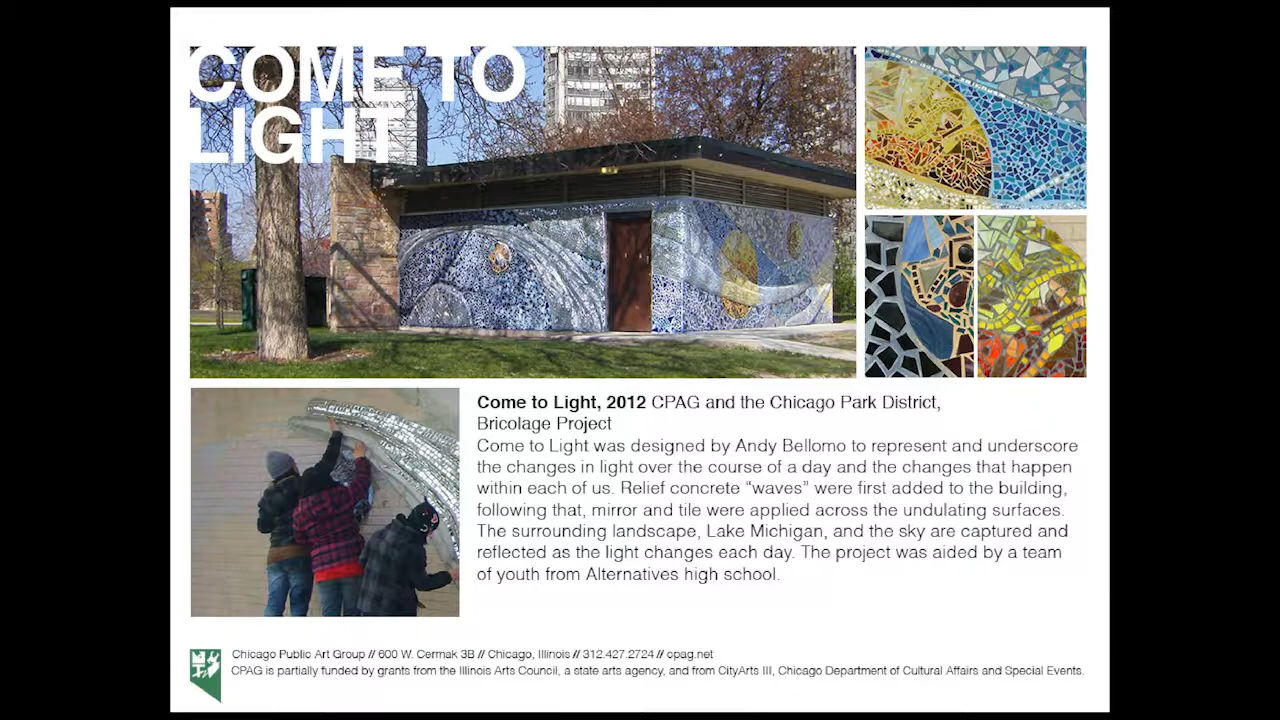 COME TO
LIGHT
Come to Light, 2012 CPAG and the Chicago Park District,
Bricolage Project
Come to Light was designed by Andy Bellomo to represent and underscore
the changes in light over the course of a day and the changes that happen
within each of us. Relief concrete “waves” were first added to the building,
following that, mirror and tile were applied across the undulating surfaces.
The surrounding landscape, Lake Michigan, and the sky are captured and
reflected as the light changes each day. The project was aided by a team
of youth from Alternatives high school.
Chicago Public Art Group // 600 W. Cermak 3B // Chicago, Illinois // 312.427.2724 // cpag.net
CPAG is partially funded by grants from the Illinois Arts Council, a state arts agency, and from CityArts III, Chicago Department of Cultural Affairs and Special Events.